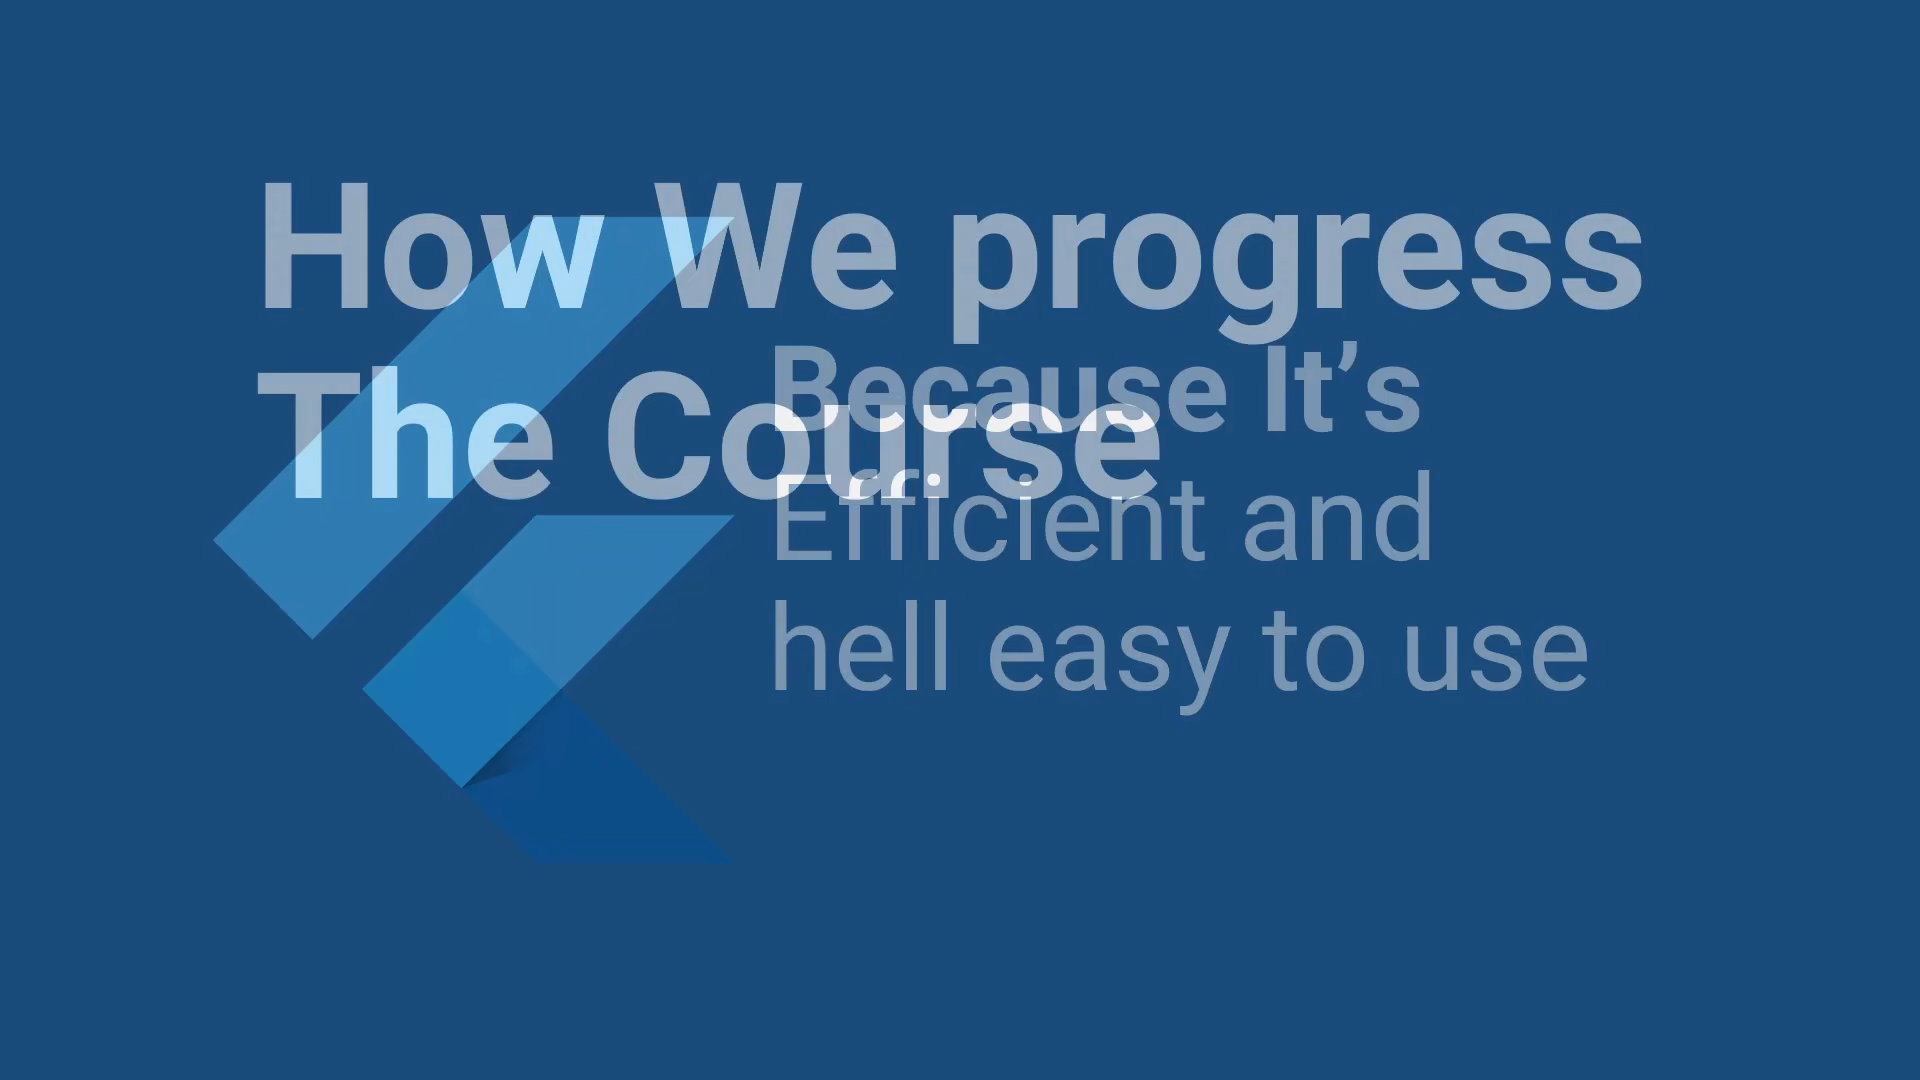 How We progress
The Course
Because It’s
Efficient and
hell easy to use